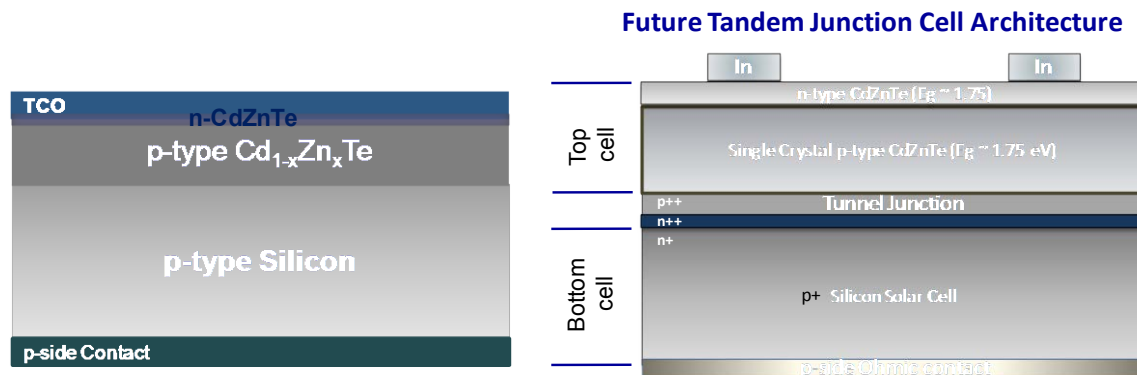 Future Tandem Junction Cell Architecture
TCO
n-CdZnTe
p-type Cd₁₋ₓZnₓTe
p-type Silicon
p-side Contact
In
In
n-type CdZnTe (Eg ~ 1.75)
Top
cell
Single Crystal p-type CdZnTe (Eg ~ 1.75 eV)
p++
Tunnel Junction
n++
n+
Bottom
cell
p+ Silicon Solar Cell
p-side Ohmic contact